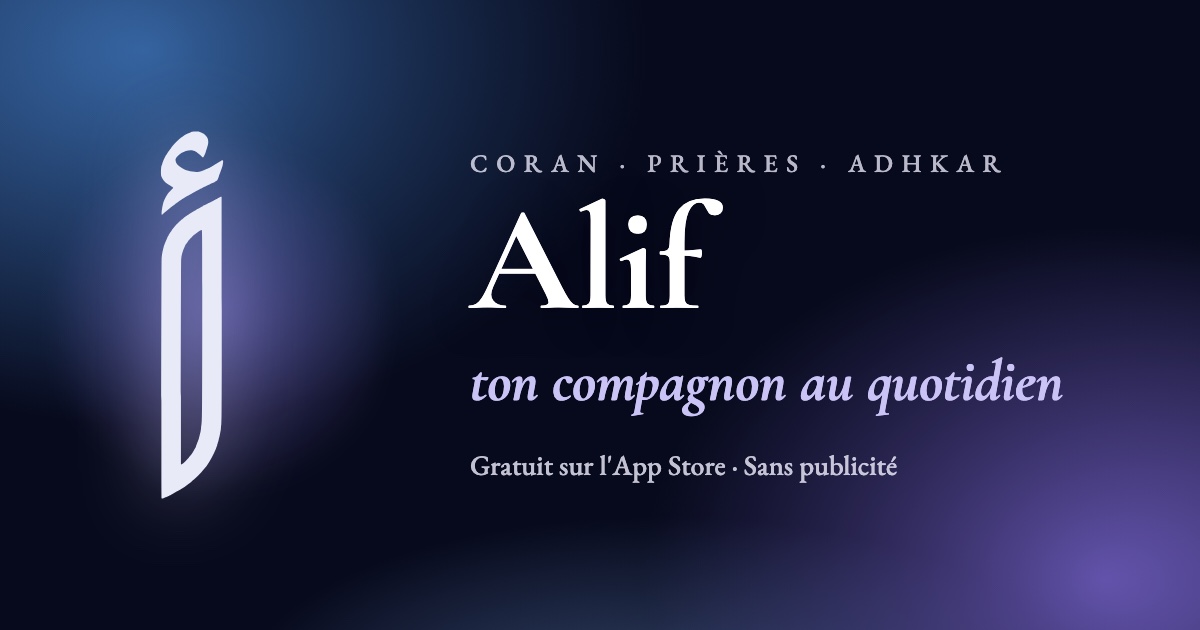 أ
CORAN · PRIÈRES · ADHKAR
Alif
ton compagnon au quotidien
Gratuit sur l'App Store · Sans publicité